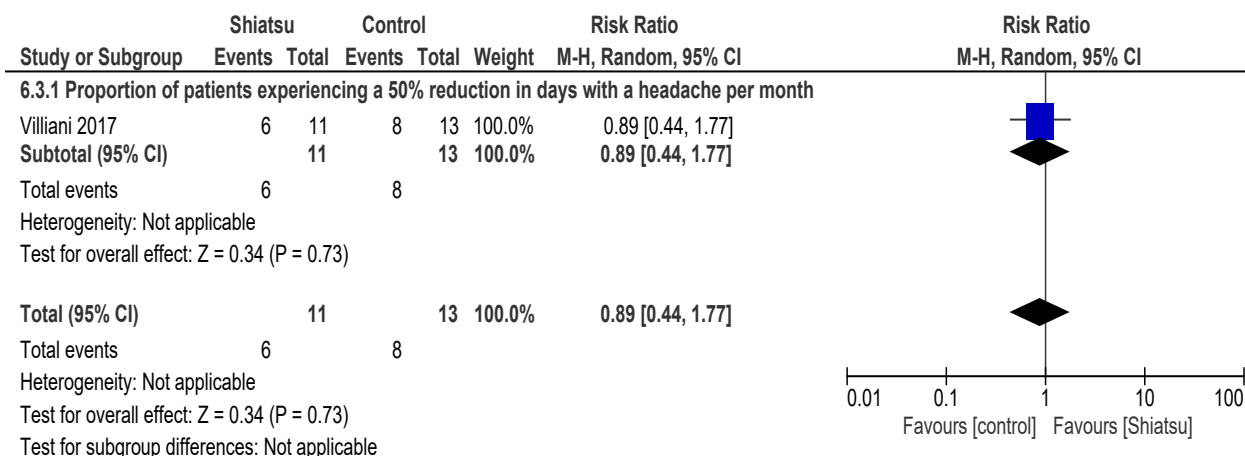 Shiatsu Control Risk Ratio Risk Ratio
Study or Subgroup Events Total Events Total Weight M-H, Random, 95% CI M-H, Random, 95% CI
6.3.1 Proportion of patients experiencing a 50% reduction in days with a headache per month
Villiani 2017 6 11 8 13 100.0% 0.89 [0.44, 1.77]
Subtotal (95% CI) 11 13 100.0% 0.89 [0.44, 1.77]
Total events 6 8
Heterogeneity: Not applicable
Test for overall effect: Z = 0.34 (P = 0.73)
Total (95% CI) 11 13 100.0% 0.89 [0.44, 1.77]
Total events 6 8
Heterogeneity: Not applicable
Test for overall effect: Z = 0.34 (P = 0.73)
Test for subgroup differences: Not applicable
0.01 0.1 1 10 100
Favours [control] Favours [Shiatsu]